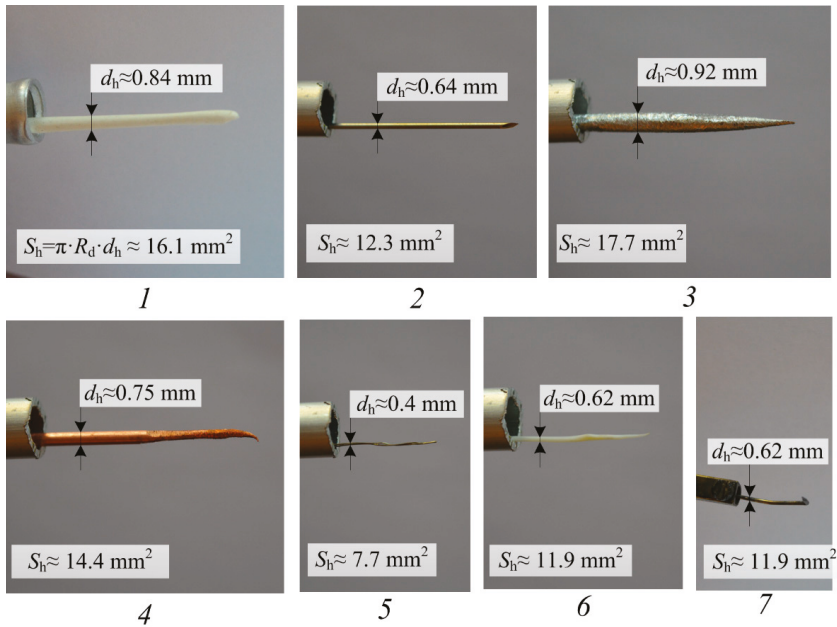 dh≈0.84 mm
Sh=π·Rd·dh ≈ 16.1 mm²
1
dh≈0.64 mm
Sh≈ 12.3 mm²
2
dh≈0.92 mm
Sh≈ 17.7 mm²
3
dh≈0.75 mm
Sh≈ 14.4 mm²
4
dh≈0.4 mm
Sh≈ 7.7 mm²
5
dh≈0.62 mm
Sh≈ 11.9 mm²
6
dh≈0.62 mm
Sh≈ 11.9 mm²
7